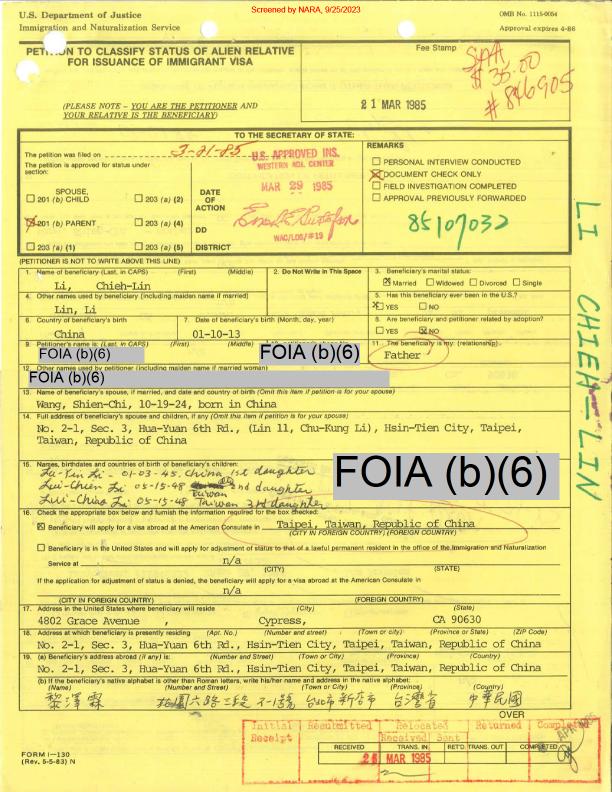 Screened by NARA, 9/25/2023
U.S. Department of Justice
Immigration and Naturalization Service
OMB No. 1115-0054
Approval expires 4-86
PETITION TO CLASSIFY STATUS OF ALIEN RELATIVE
FOR ISSUANCE OF IMMIGRANT VISA
Fee Stamp
$ 35.00
# 846905
(PLEASE NOTE – YOU ARE THE PETITIONER AND
YOUR RELATIVE IS THE BENEFICIARY)
21 MAR 1985
TO THE SECRETARY OF STATE:
The petition was filed on 3-21-85
The petition is approved for status under
section:
SPOUSE,
201 (b) CHILD
203 (a) (2)
201 (b) PARENT
203 (a) (4)
203 (a) (1)
203 (a) (5)
DATE
OF
ACTION
DD
DISTRICT
U.S. APPROVED INS.
WESTERN ADJ. CENTER
MAR 29 1985
WAC/LOS/#19
REMARKS
PERSONAL INTERVIEW CONDUCTED
DOCUMENT CHECK ONLY
FIELD INVESTIGATION COMPLETED
APPROVAL PREVIOUSLY FORWARDED
85107032
LI CHIEH-LIN
(PETITIONER IS NOT TO WRITE ABOVE THIS LINE)
1. Name of beneficiary (Last, in CAPS) (First) (Middle)
Li, Chieh-Lin
2. Do Not Write in This Space
3. Beneficiary's marital status:
X Married Widowed Divorced Single
4. Other names used by beneficiary (including maiden name if married)
Lin, Li
5. Has this beneficiary ever been in the U.S.?
X YES NO
6. Country of beneficiary's birth
China
7. Date of beneficiary's birth (Month, day, year)
01-10-13
8. Are beneficiary and petitioner related by adoption?
YES X NO
9. Petitioner's name is: (Last, in CAPS) (First) (Middle)
FOIA (b)(6)
FOIA (b)(6)
11. The beneficiary is my: (relationship)
Father
12. Other names used by petitioner (including maiden name if married woman)
FOIA (b)(6)
13. Name of beneficiary's spouse, if married, and date and country of birth (Omit this item if petition is for your spouse)
Wang, Shien-Chi, 10-19-24, born in China
14. Full address of beneficiary's spouse and children, if any (Omit this item if petition is for your spouse)
No. 2-1, Sec. 3, Hua-Yuan 6th Rd., (Lin 11, Chu-Kung Li), Hsin-Tien City, Taipei,
Taiwan, Republic of China
15. Names, birthdates and countries of birth of beneficiary's children:
FOIA (b)(6)
Li - 01-03-45. China 1st daughter
Li 05-15-48 Taiwan 2nd daughter
Li 05-15-48 Taiwan 3rd daughter
16. Check the appropriate box below and furnish the information required for the box checked:
X Beneficiary will apply for a visa abroad at the American Consulate in Taipei, Taiwan, Republic of China
(CITY IN FOREIGN COUNTRY) (FOREIGN COUNTRY)
Beneficiary is in the United States and will apply for adjustment of status to that of a lawful permanent resident in the office of the Immigration and Naturalization
Service at n/a
(CITY) (STATE)
If the application for adjustment of status is denied, the beneficiary will apply for a visa abroad at the American Consulate in
n/a
(CITY IN FOREIGN COUNTRY) (FOREIGN COUNTRY)
17. Address in the United States where beneficiary will reside (City) (State)
4802 Grace Avenue , Cypress, CA 90630
18. Address at which beneficiary is presently residing (Apt. No.) (Number and street) (Town or city) (Province or State) (ZIP Code)
No. 2-1, Sec. 3, Hua-Yuan 6th Rd., Hsin-Tien City, Taipei, Taiwan, Republic of China
19. (a) Beneficiary's address abroad (if any) is: (Number and street) (Town or City) (Province) (Country)
No. 2-1, Sec. 3, Hua-Yuan 6th Rd., Hsin-Tien City, Taipei, Taiwan, Republic of China
(b) If the beneficiary's native alphabet is other than Roman letters, write his/her name and address in the native alphabet:
(Name) (Number and Street) (Town or City) (Province) (Country)
黎澤霖 花園六路三段 2-1號 台北市新店市 台灣省 中華民國
OVER
Initial Receipt Resubmitted Relocated Returned Completed
Received Sent
RECEIVED TRANS. IN RET'D. TRANS. OUT COMPLETED
26 MAR 1985
FORM I–130
(Rev. 5-5-83) N